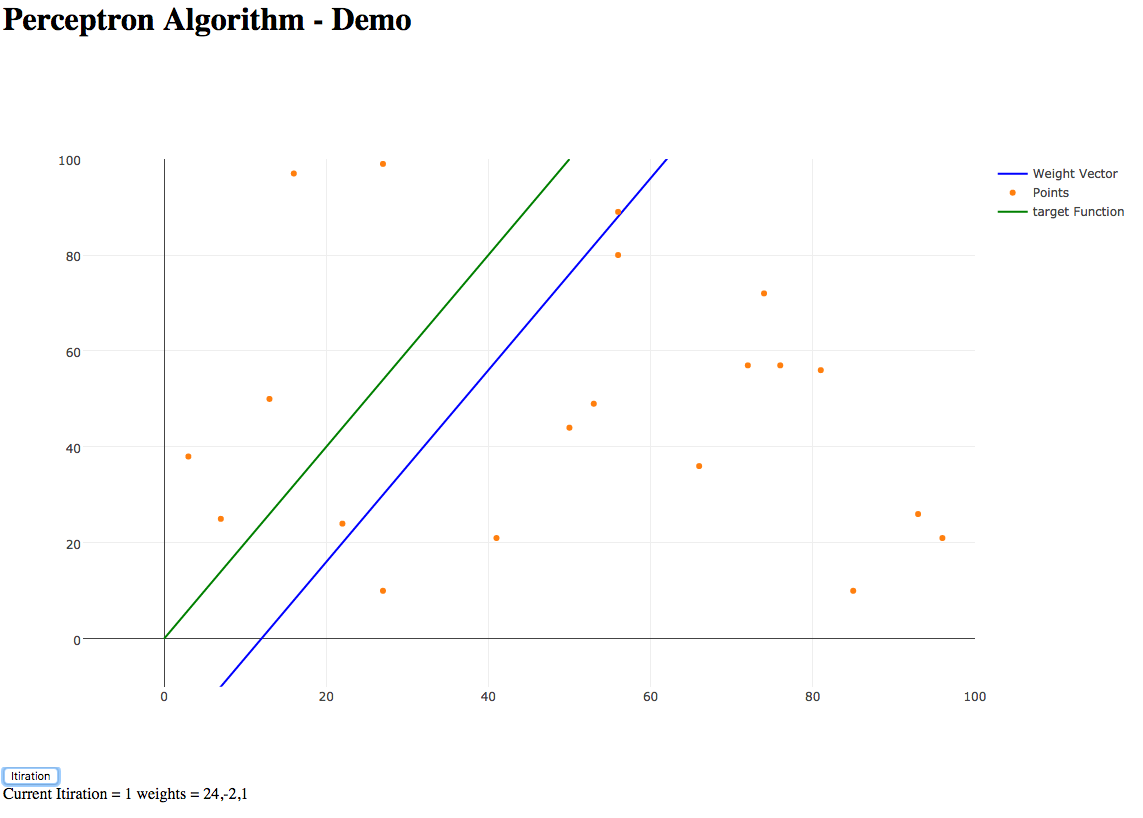 Perceptron Algorithm - Demo
100
80
60
40
20
0
0 20 40 60 80 100
Weight Vector
Points
target Function
Itiration
Current Itiration = 1 weights = 24,-2,1